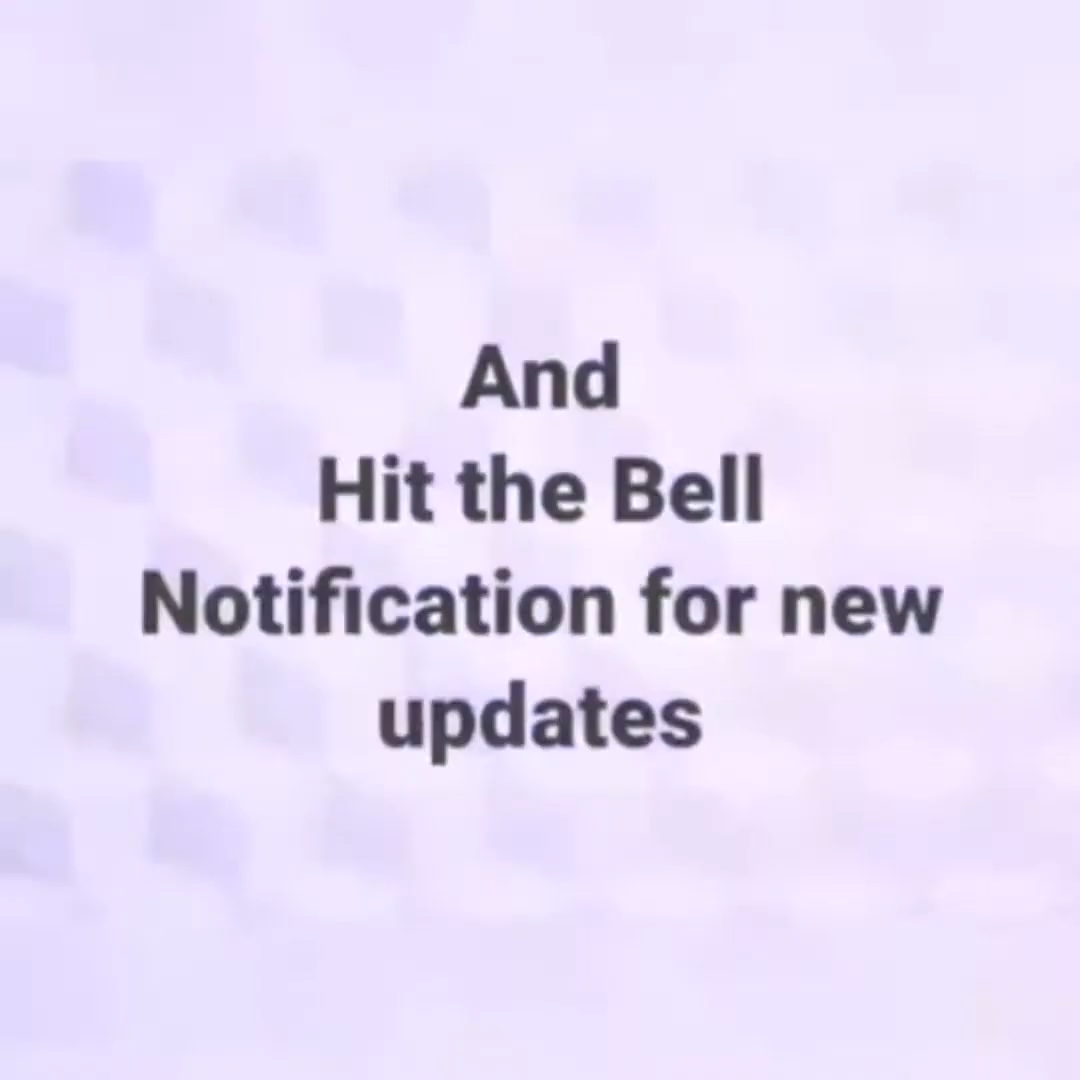 And
Hit the Bell
Notification for new
updates